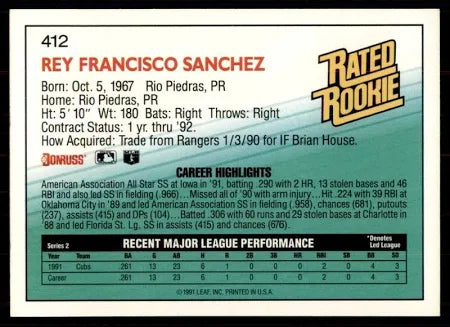 412
REY FRANCISCO SANCHEZ
RATED
ROOKIE
Born: Oct. 5, 1967 Rio Piedras, PR
Home: Rio Piedras, PR
Ht: 5' 10" Wt: 180 Bats: Right Throws: Right
Contract Status: 1 yr. thru '92.
How Acquired: Trade from Rangers 1/3/90 for IF Brian House.
DONRUSS
CAREER HIGHLIGHTS
American Association All-Star SS at Iowa in '91, batting .290 with 2 HR, 13 stolen bases and 46
RBI and also led SS in fielding (.966)...Missed all of '90 with arm injury...Hit .224 with 39 RBI at
Oklahoma City in '89 and led loop SS in fielding (.958), chances (681), putouts
(237), assists (415) and DPs (104)...Batted .306 with 60 runs and 29 stolen bases at Charlotte in
'88 and led Florida St. Lg. SS in assists (415) and chances (676).
Series 2 RECENT MAJOR LEAGUE PERFORMANCE *Denotes Led League
Year Team BA G AB H R 2B 3B HR RBI SB BB SO
1991 Cubs .261 13 23 6 1 0 0 0 2 0 4 3
Career .261 13 23 6 1 0 0 0 2 0 4 3
©1991 LEAF, INC. PRINTED IN U.S.A.